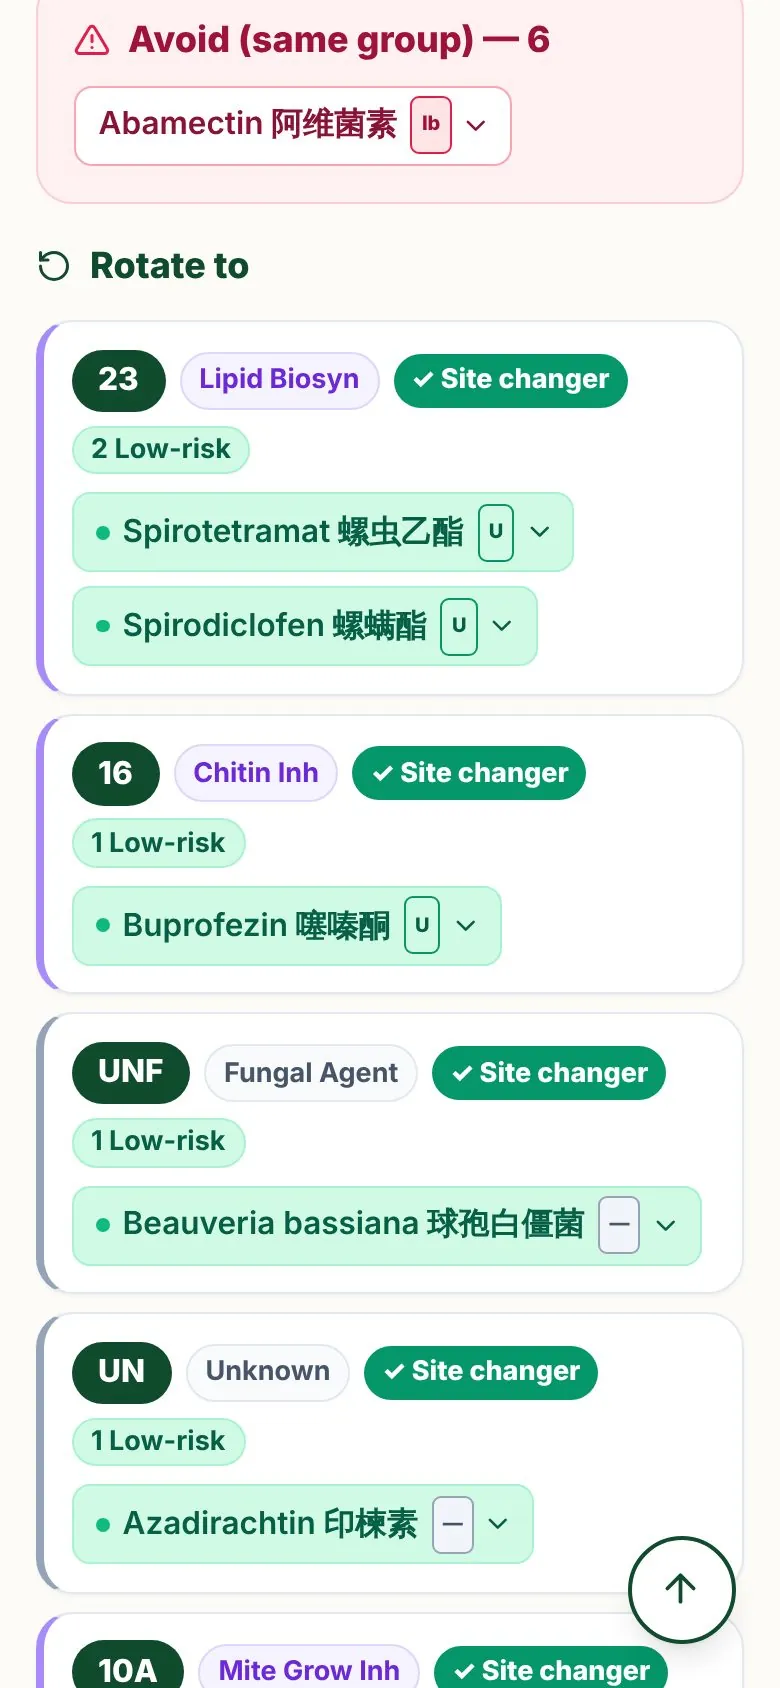 Avoid (same group) — 6
Abamectin 阿维菌素 Ib
Rotate to
23 Lipid Biosyn ✓ Site changer
2 Low-risk
Spirotetramat 螺虫乙酯 U
Spirodiclofen 螺螨酯 U
16 Chitin Inh ✓ Site changer
1 Low-risk
Buprofezin 噻嗪酮 U
UNF Fungal Agent ✓ Site changer
1 Low-risk
Beauveria bassiana 球孢白僵菌 —
UN Unknown ✓ Site changer
1 Low-risk
Azadirachtin 印楝素 —
10A Mite Grow Inh ✓ Site changer